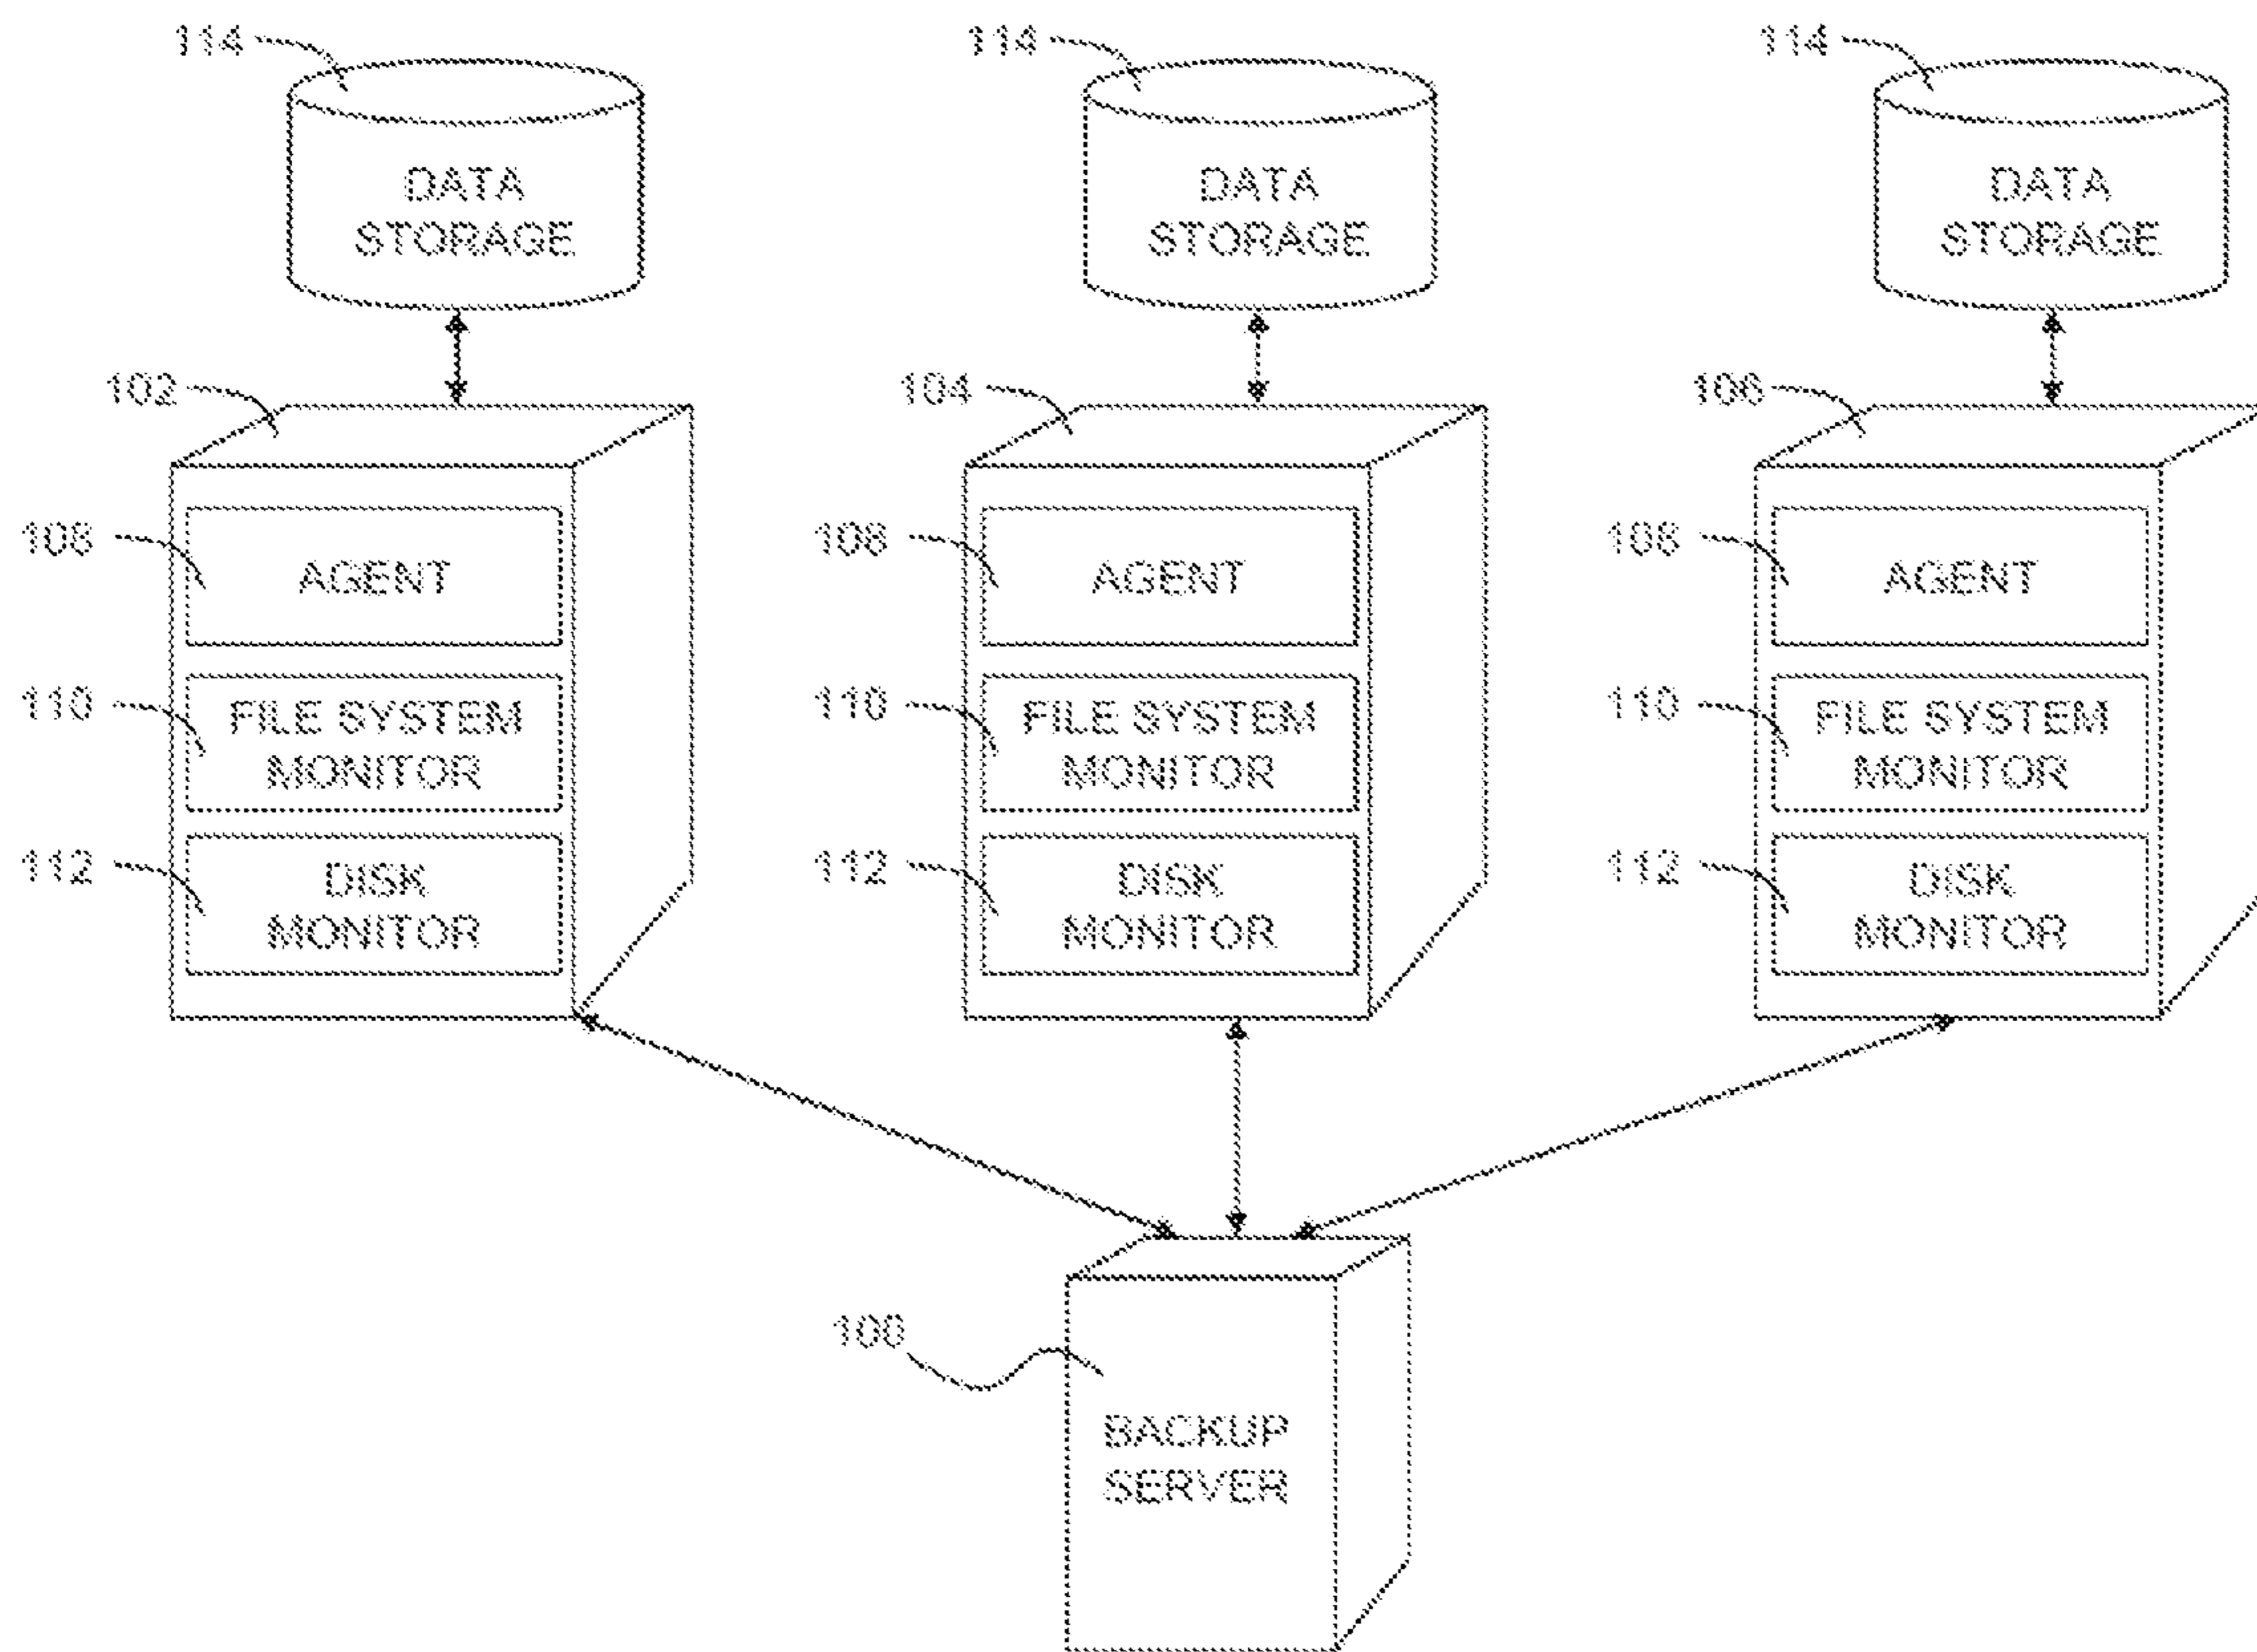 114
114
114
DATA
STORAGE
DATA
STORAGE
DATA
STORAGE
102
104
106
108
AGENT
108
AGENT
108
AGENT
110
FILE SYSTEM
MONITOR
110
FILE SYSTEM
MONITOR
110
FILE SYSTEM
MONITOR
112
DISK
MONITOR
112
DISK
MONITOR
112
DISK
MONITOR
100
BACKUP
SERVER